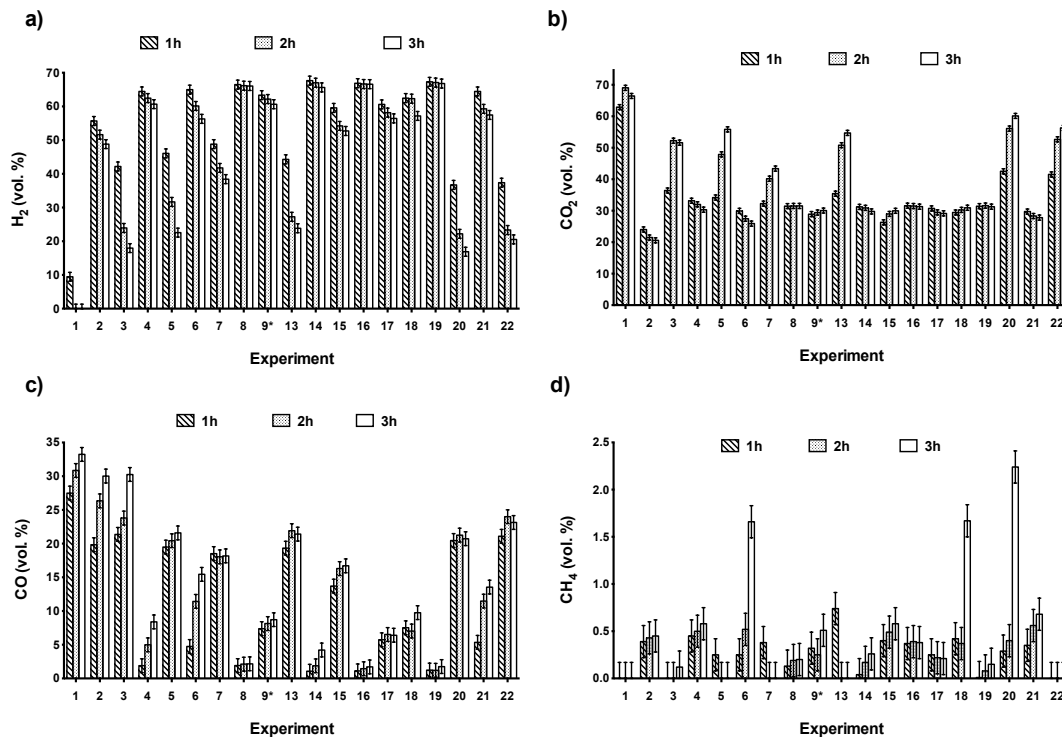 a)
1h 2h 3h
H2 (vol. %)
70
60
50
40
30
20
10
0
1 2 3 4 5 6 7 8 9* 13 14 15 16 17 18 19 20 21 22
Experiment
b)
1h 2h 3h
CO2 (vol. %)
70
60
50
40
30
20
10
0
1 2 3 4 5 6 7 8 9* 13 14 15 16 17 18 19 20 21 22
Experiment
c)
1h 2h 3h
CO (vol. %)
35
30
25
20
15
10
5
0
1 2 3 4 5 6 7 8 9* 13 14 15 16 17 18 19 20 21 22
Experiment
d)
1h 2h 3h
CH4 (vol. %)
2.5
2.0
1.5
1.0
0.5
0.0
1 2 3 4 5 6 7 8 9* 13 14 15 16 17 18 19 20 21 22
Experiment